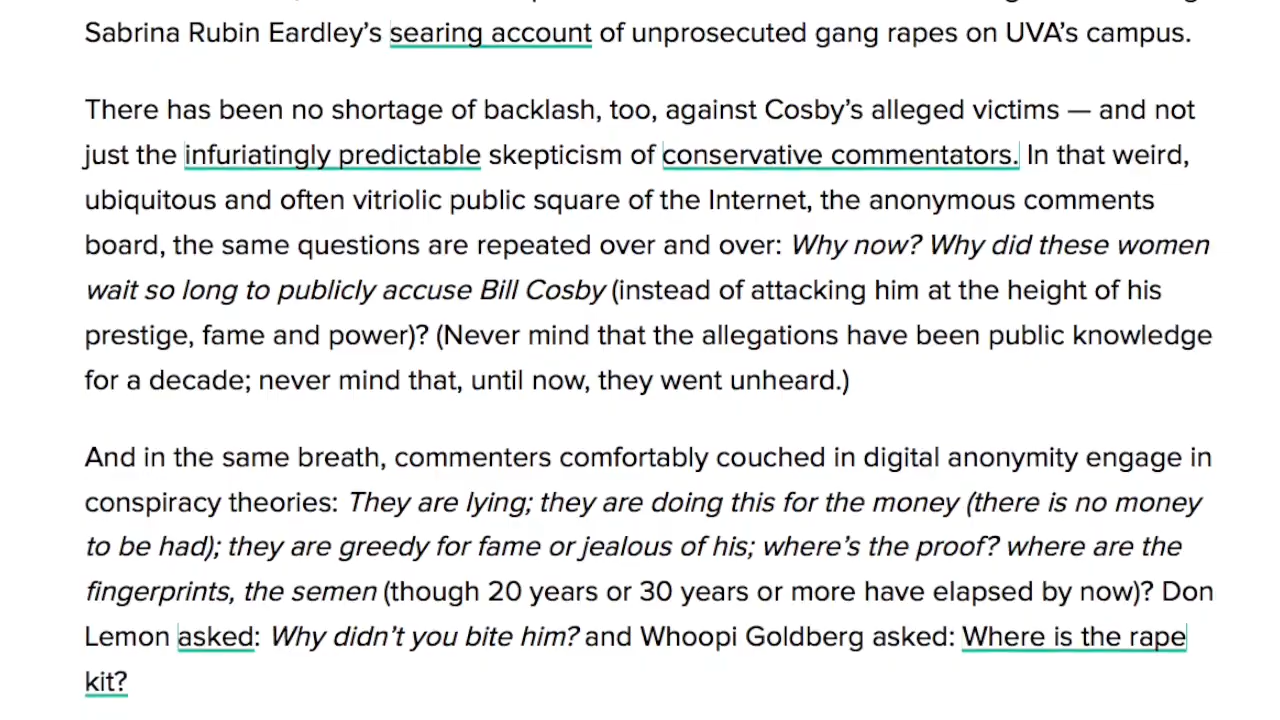 Sabrina Rubin Eardley’s searing account of unprosecuted gang rapes on UVA’s campus.
There has been no shortage of backlash, too, against Cosby’s alleged victims — and not
just the infuriatingly predictable skepticism of conservative commentators. In that weird,
ubiquitous and often vitriolic public square of the Internet, the anonymous comments
board, the same questions are repeated over and over: Why now? Why did these women
wait so long to publicly accuse Bill Cosby (instead of attacking him at the height of his
prestige, fame and power)? (Never mind that the allegations have been public knowledge
for a decade; never mind that, until now, they went unheard.)
And in the same breath, commenters comfortably couched in digital anonymity engage in
conspiracy theories: They are lying; they are doing this for the money (there is no money
to be had); they are greedy for fame or jealous of his; where’s the proof? where are the
fingerprints, the semen (though 20 years or 30 years or more have elapsed by now)? Don
Lemon asked: Why didn’t you bite him? and Whoopi Goldberg asked: Where is the rape
kit?